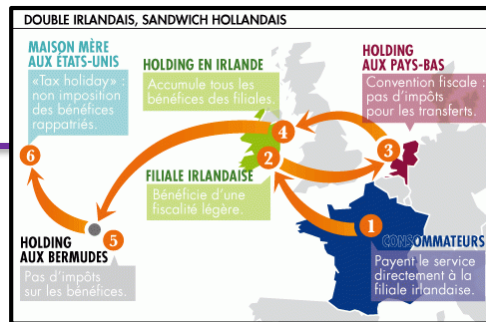 DOUBLE IRLANDAIS, SANDWICH HOLLANDAIS
MAISON MÈRE
AUX ÉTATS-UNIS
«Tax holiday» :
non imposition
des bénéfices
rapatriés.
HOLDING EN IRLANDE
Accumule tous les
bénéfices des filiales.
HOLDING
AUX PAYS-BAS
Convention fiscale :
pas d'impôts
pour les transferts.
4
3
6
2
FILIALE IRLANDAISE
Bénéficie d'une
fiscalité légère.
1
CONSOMMATEURS
Payent le service
directement à la
filiale irlandaise.
5
HOLDING
AUX BERMUDES
Pas d'impôts
sur les bénéfices.